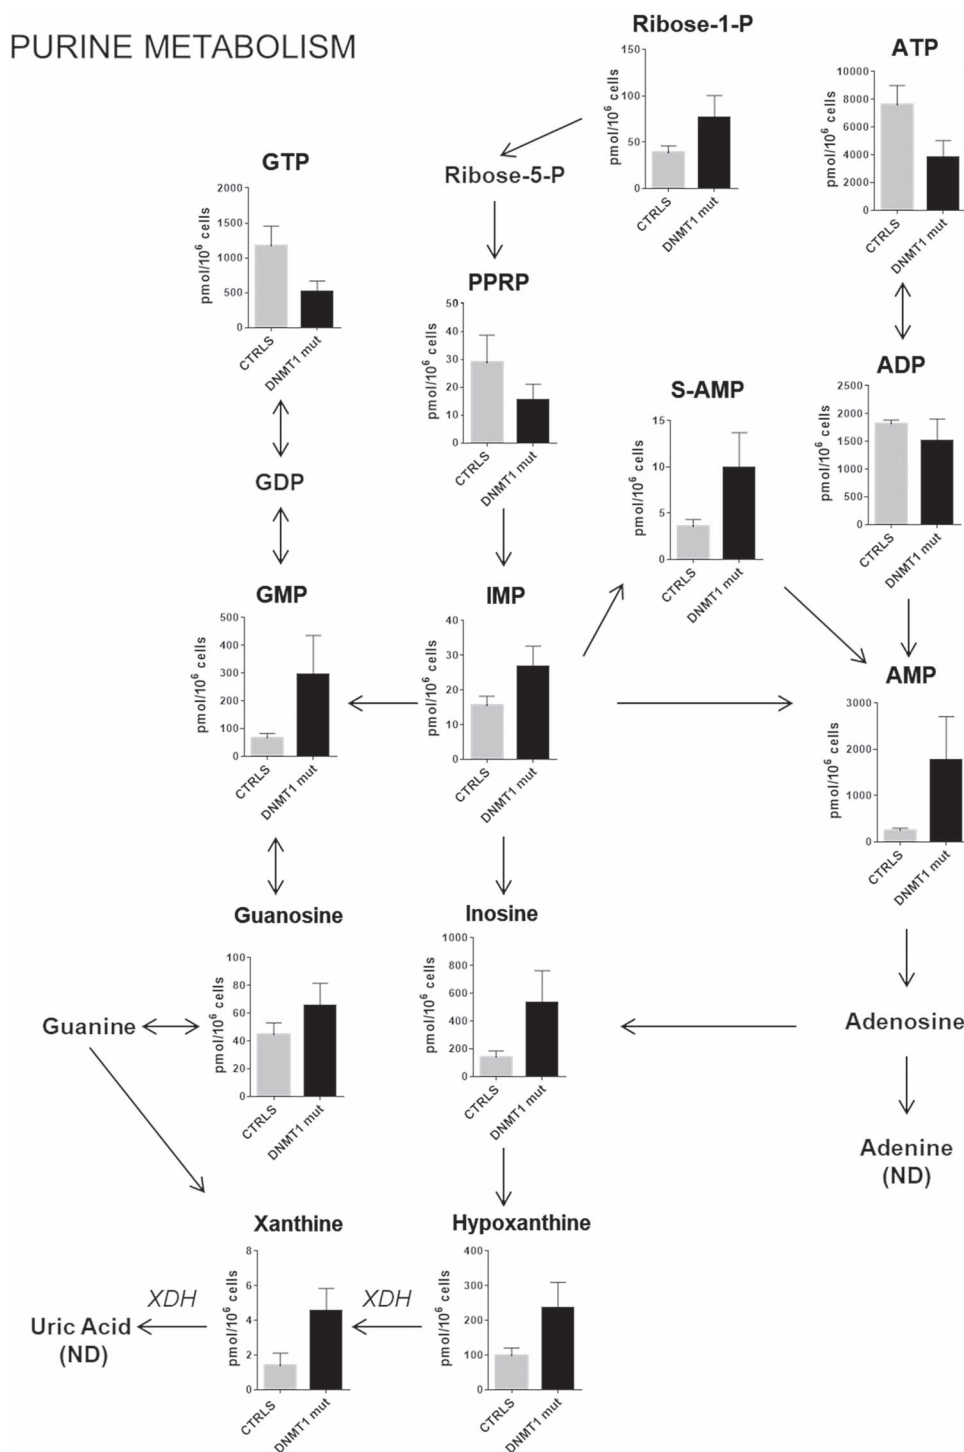 PURINE METABOLISM
Ribose-1-P
pmol/10⁶ cells
150
100
50
0
CTRLS
DNMT1 mut
ATP
pmol/10⁶ cells
10000
8000
6000
4000
2000
0
CTRLS
DNMT1 mut
GTP
pmol/10⁶ cells
2000
1500
1000
500
0
CTRLS
DNMT1 mut
Ribose-5-P
PPRP
pmol/10⁶ cells
50
40
30
20
10
0
CTRLS
DNMT1 mut
S-AMP
pmol/10⁶ cells
15
10
5
0
CTRLS
DNMT1 mut
ADP
pmol/10⁶ cells
2500
2000
1500
1000
500
0
CTRLS
DNMT1 mut
GDP
GMP
pmol/10⁶ cells
500
400
300
200
100
0
CTRLS
DNMT1 mut
IMP
pmol/10⁶ cells
40
30
20
10
0
CTRLS
DNMT1 mut
AMP
pmol/10⁶ cells
3000
2000
1000
0
CTRLS
DNMT1 mut
Guanosine
pmol/10⁶ cells
100
80
60
40
20
0
CTRLS
DNMT1 mut
Inosine
pmol/10⁶ cells
1000
800
600
400
200
0
CTRLS
DNMT1 mut
Guanine
Adenosine
Adenine
(ND)
Xanthine
pmol/10⁶ cells
8
6
4
2
0
CTRLS
DNMT1 mut
Hypoxanthine
pmol/10⁶ cells
400
300
200
100
0
CTRLS
DNMT1 mut
XDH
XDH
Uric Acid
(ND)